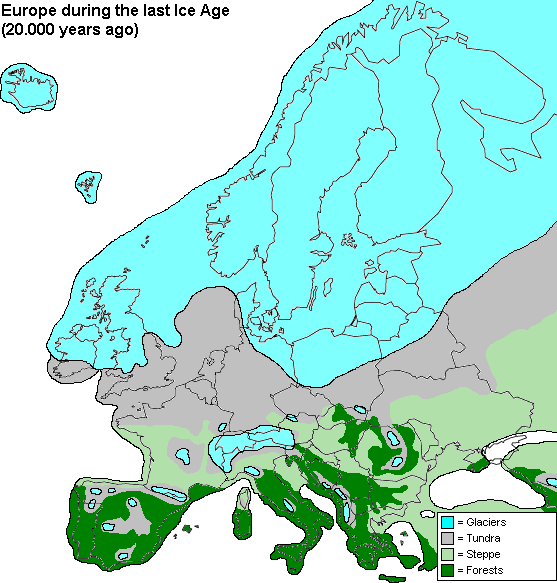 Europe during the last Ice Age
(20.000 years ago)
= Glaciers
= Tundra
= Steppe
= Forests